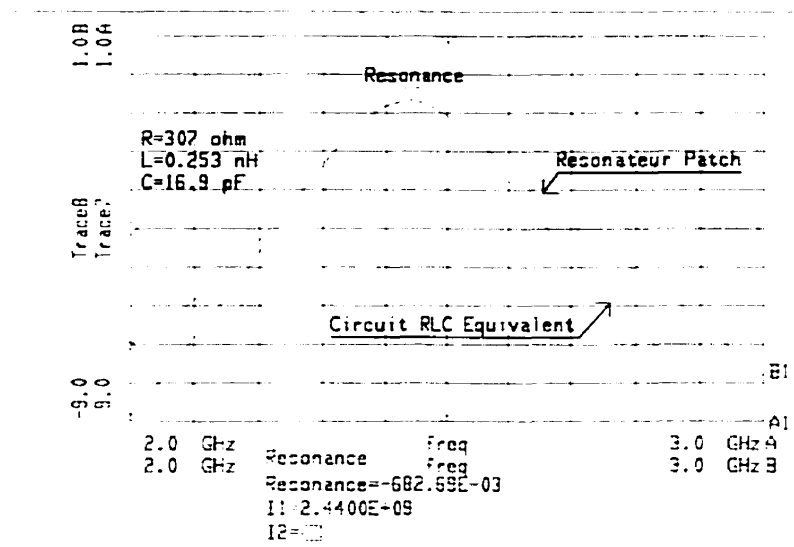 1.0B
1.0A
Resonance
R=307 ohm
L=0.253 nH
C=16.9 pF
Resonateur Patch
TraceB
Circuit RLC Equivalent
B1
-9.0
-9.0
A1
2.0 GHz freq 3.0 GHz A
2.0 GHz freq 3.0 GHz B
Resonance
Resonance=-682.69E-03
I1=2.4400E+09
I2=